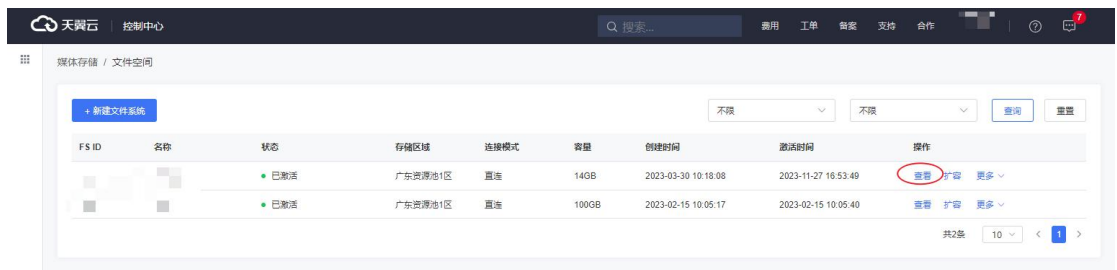 天翼云 控制中心 搜索... 费用 工单 备案 支持 合作 7
媒体存储 / 文件空间
+ 新建文件系统 不限 不限 查询 重置
FS ID 名称 状态 存储区域 连接模式 容量 创建时间 激活时间 操作
已激活 广东资源池1区 直连 14GB 2023-03-30 10:18:08 2023-11-27 16:53:49 查看 扩容 更多
已激活 广东资源池1区 直连 100GB 2023-02-15 10:05:17 2023-02-15 10:05:40 查看 扩容 更多
共2条 10 < 1 >